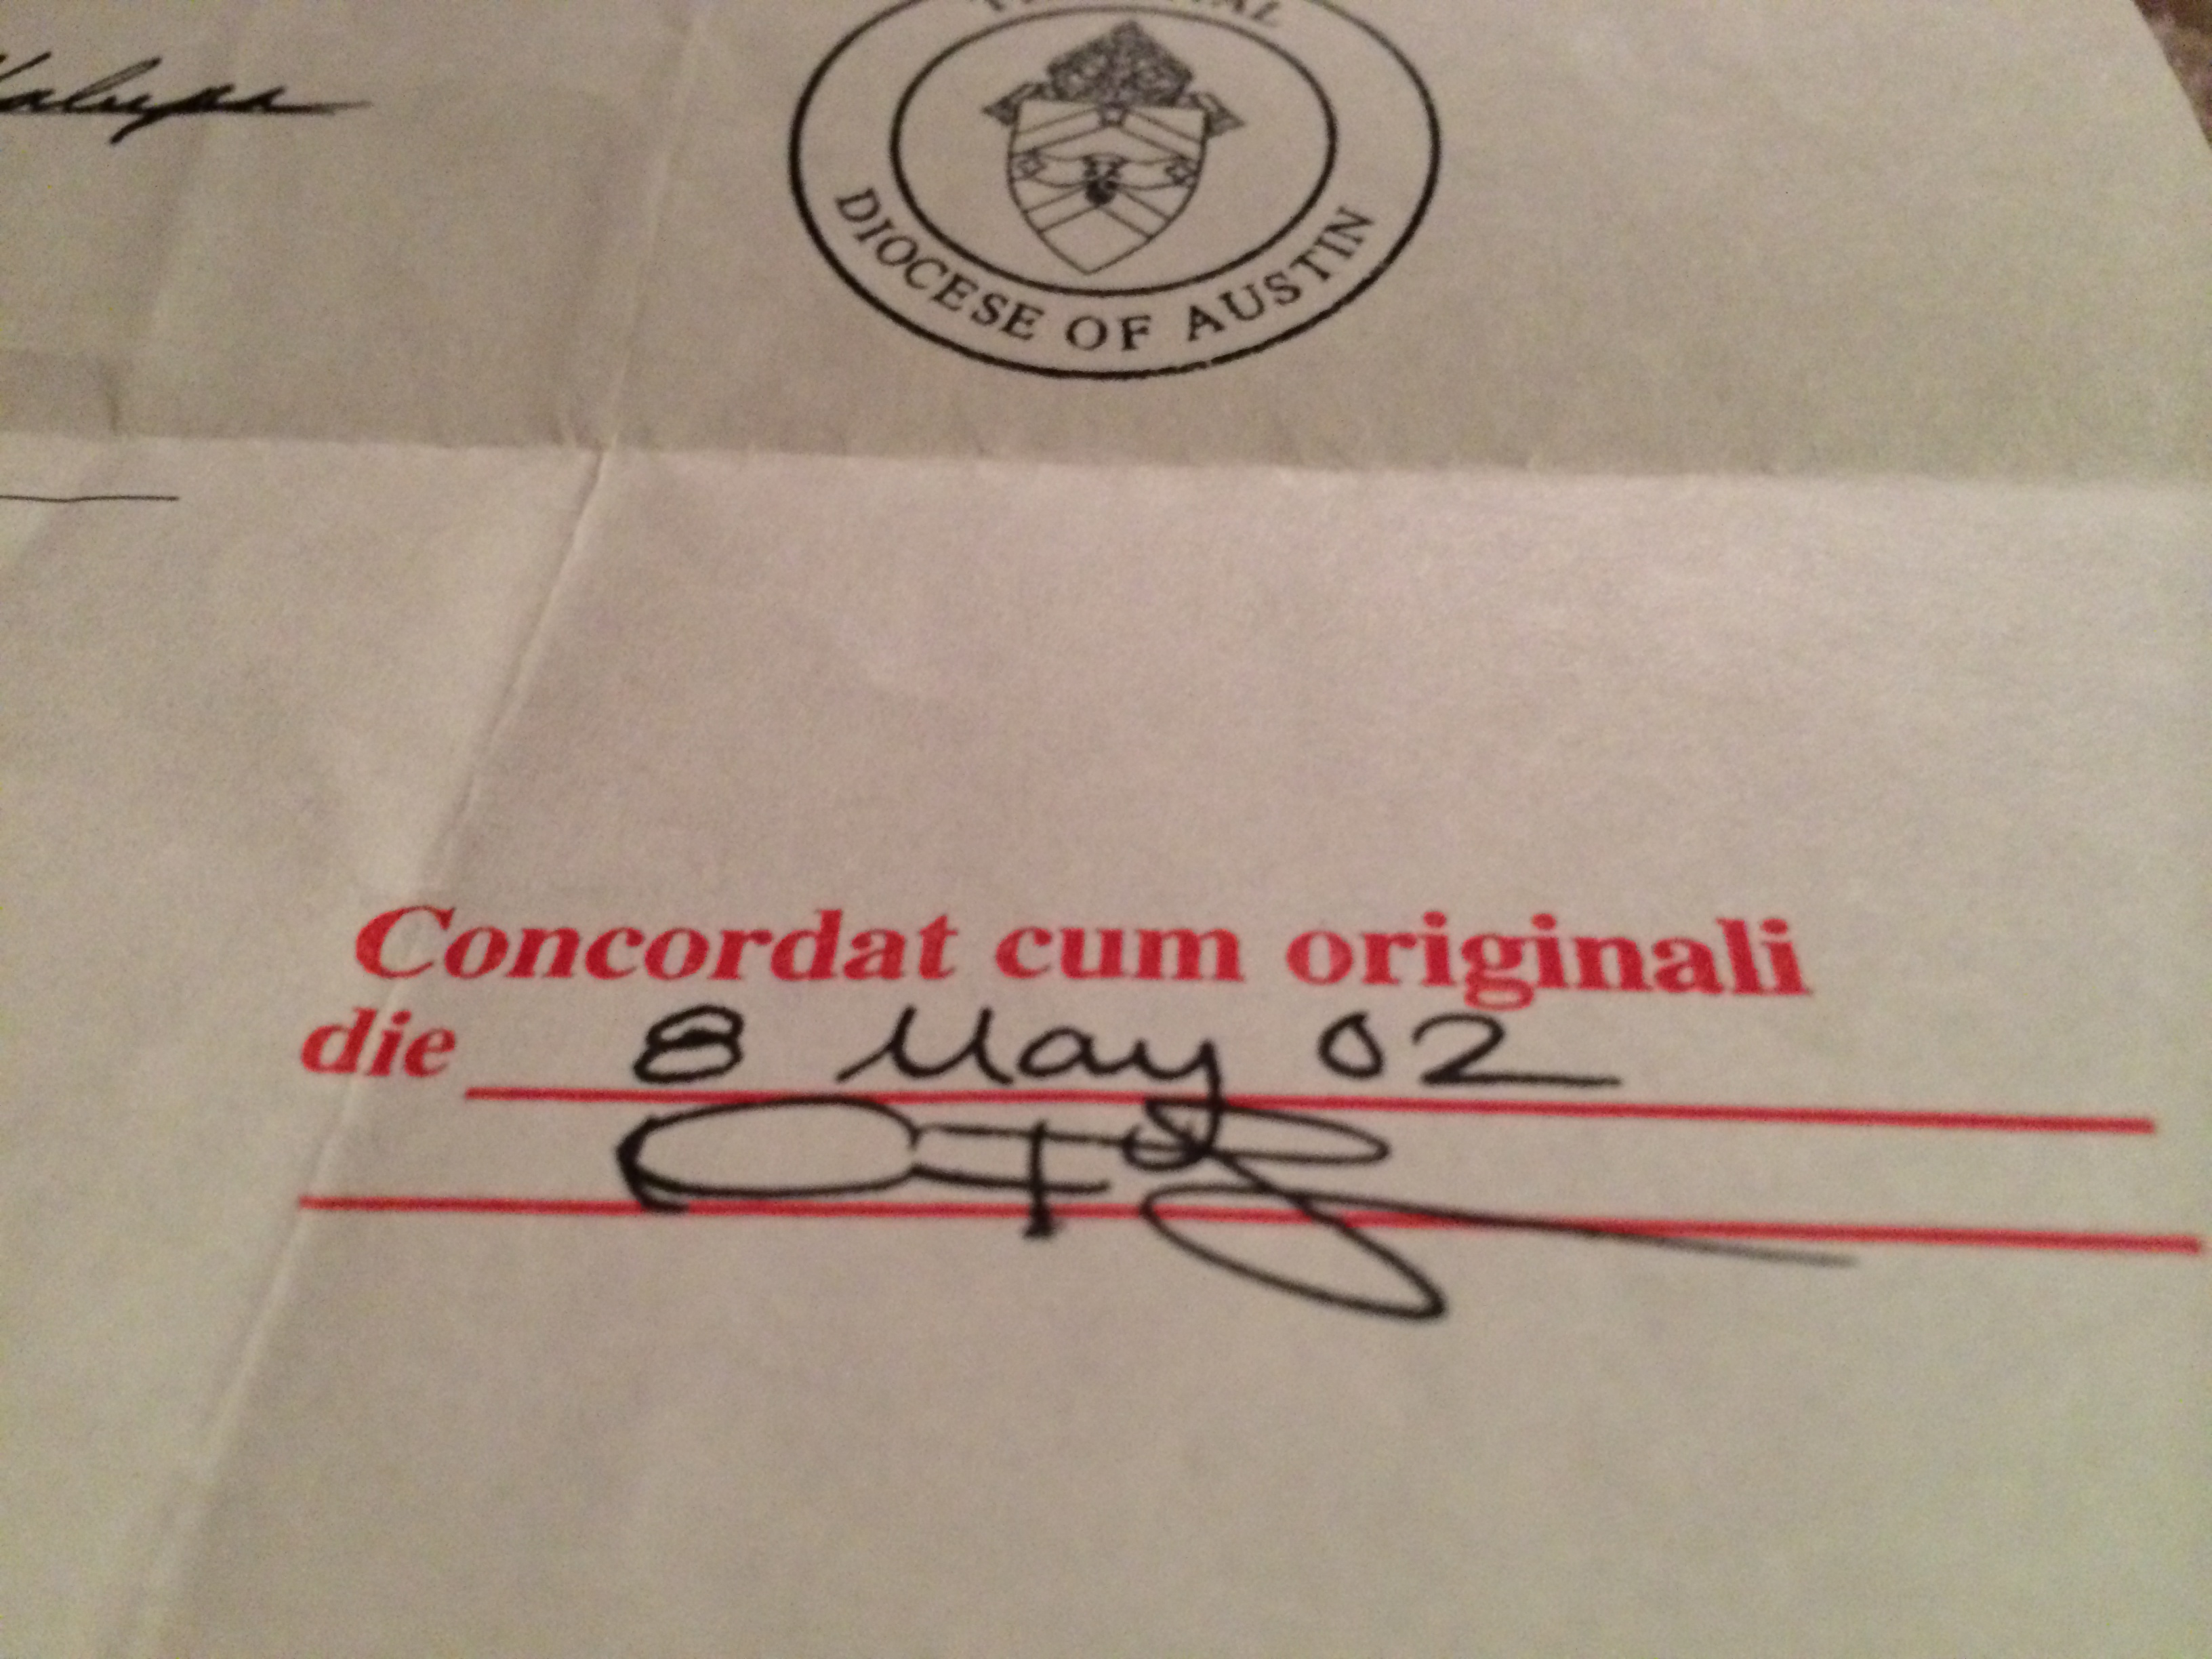 DIOCESE OF AUSTIN
Concordat cum originali
die 8 May 02